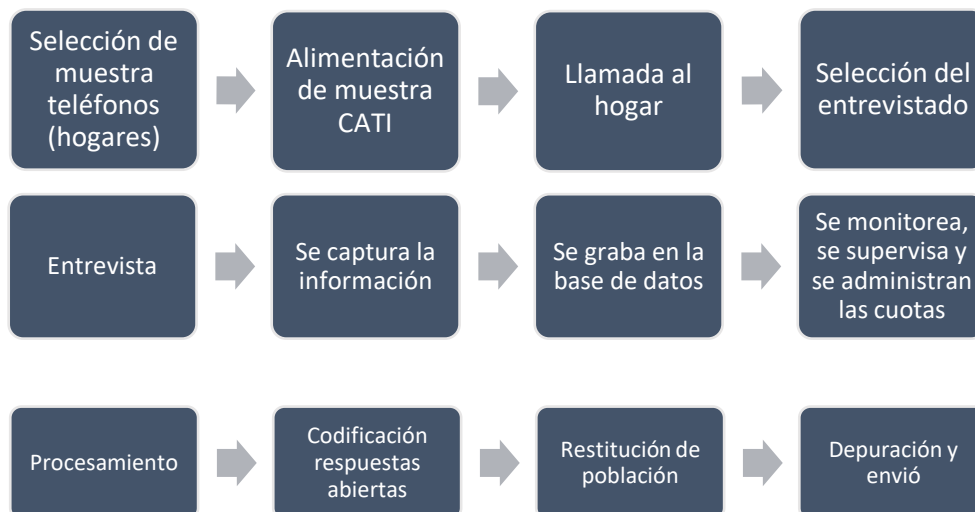 Selección de
muestra
teléfonos
(hogares)
Alimentación
de muestra
CATI
Llamada al
hogar
Selección del
entrevistado
Entrevista
Se captura la
información
Se graba en la
base de datos
Se monitorea,
se supervisa y
se administran
las cuotas
Procesamiento
Codificación
respuestas
abiertas
Restitución de
población
Depuración y
envió